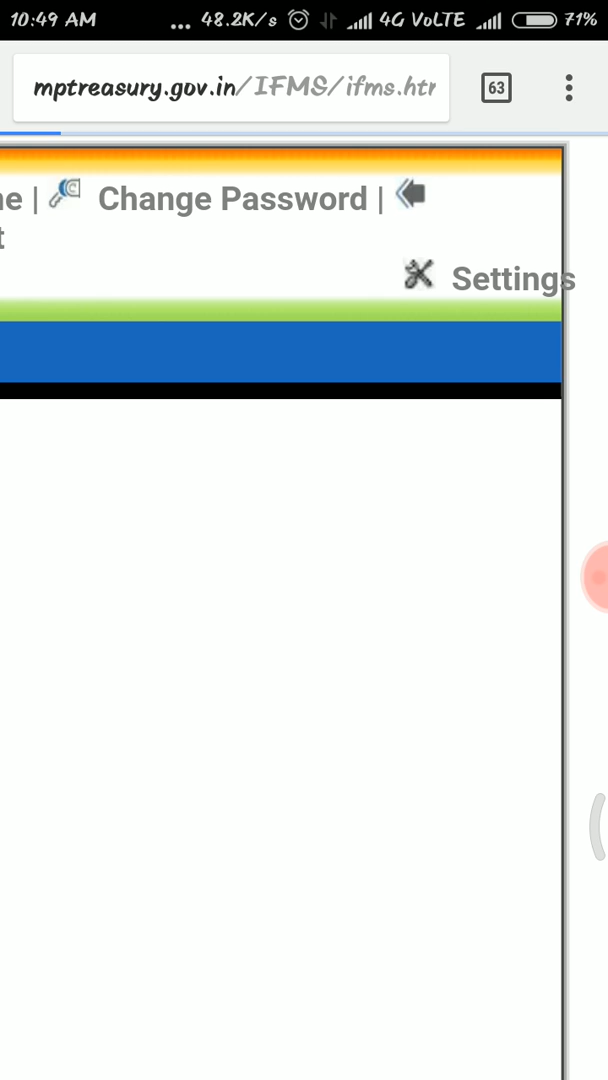 10:49 AM ... 48.2K/s 4G VoLTE 71%
mptreasury.gov.in/IFMS/ifms.htr 63
ne | Change Password |
t
Settings